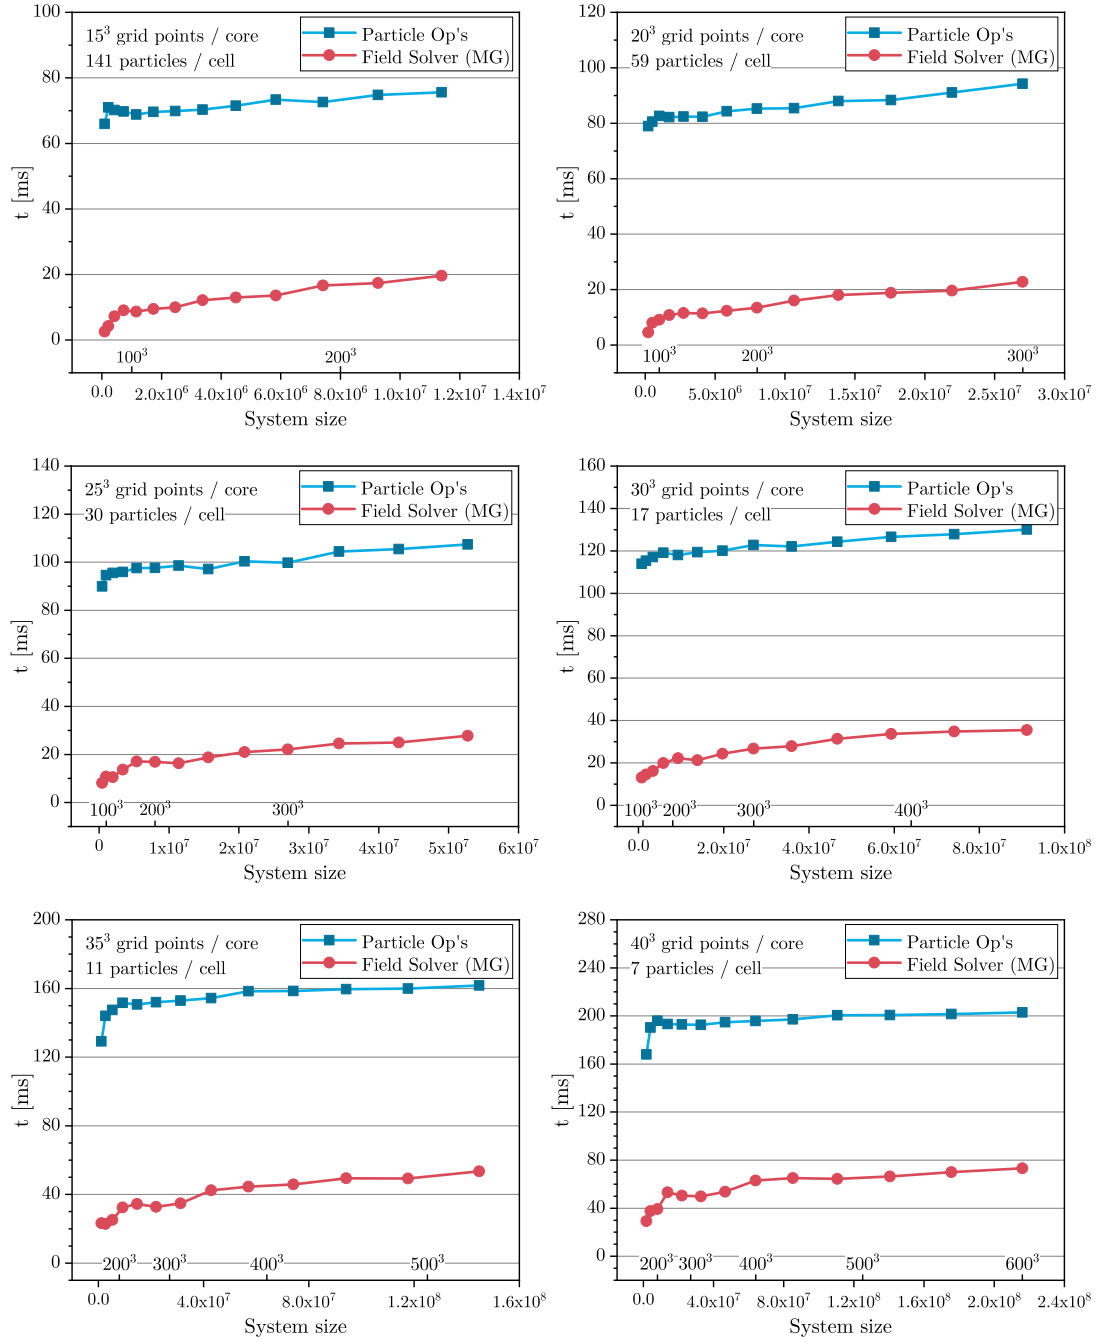 100
80
60
40
20
0
t [ms]
15³ grid points / core
141 particles / cell
Particle Op's
Field Solver (MG)
100³
200³
0.0
2.0x10⁶
4.0x10⁶
6.0x10⁶
8.0x10⁶
1.0x10⁷
1.2x10⁷
1.4x10⁷
System size
120
100
80
60
40
20
0
t [ms]
20³ grid points / core
59 particles / cell
Particle Op's
Field Solver (MG)
100³
200³
300³
0.0
5.0x10⁶
1.0x10⁷
1.5x10⁷
2.0x10⁷
2.5x10⁷
3.0x10⁷
System size
140
120
100
80
60
40
20
0
t [ms]
25³ grid points / core
30 particles / cell
Particle Op's
Field Solver (MG)
100³
200³
300³
0
1x10⁷
2x10⁷
3x10⁷
4x10⁷
5x10⁷
6x10⁷
System size
160
140
120
100
80
60
40
20
0
t [ms]
30³ grid points / core
17 particles / cell
Particle Op's
Field Solver (MG)
100³
200³
300³
400³
0.0
2.0x10⁷
4.0x10⁷
6.0x10⁷
8.0x10⁷
1.0x10⁸
System size
200
160
120
80
40
0
t [ms]
35³ grid points / core
11 particles / cell
Particle Op's
Field Solver (MG)
200³
300³
400³
500³
0.0
4.0x10⁷
8.0x10⁷
1.2x10⁸
1.6x10⁸
System size
280
240
200
160
120
80
40
0
t [ms]
40³ grid points / core
7 particles / cell
Particle Op's
Field Solver (MG)
200³
300³
400³
500³
600³
0.0
4.0x10⁷
8.0x10⁷
1.2x10⁸
1.6x10⁸
2.0x10⁸
2.4x10⁸
System size